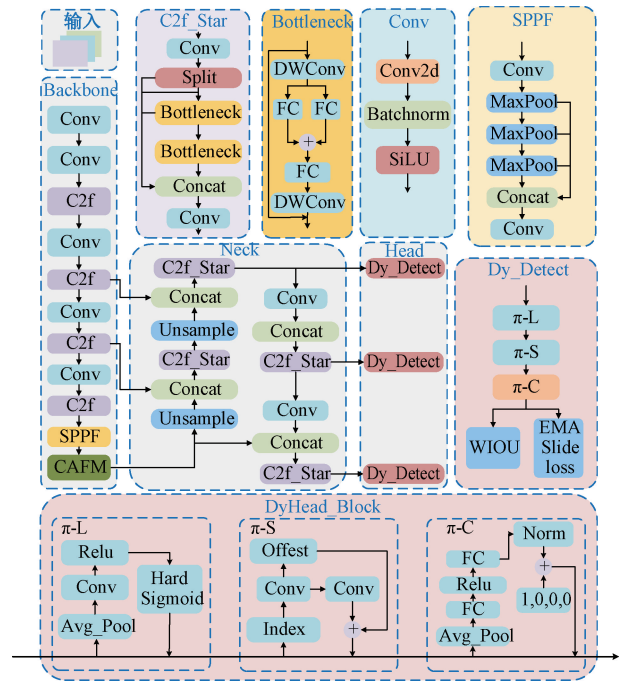 输入
Backbone
Conv
Conv
C2f
Conv
C2f
Conv
C2f
Conv
C2f
SPPF
CAFM
C2f_Star
Conv
Split
Bottleneck
Bottleneck
Concat
Conv
Bottleneck
DWConv
FC FC
+
FC
DWConv
Conv
Conv2d
Batchnorm
SiLU
SPPF
Conv
MaxPool
MaxPool
MaxPool
Concat
Conv
Neck
C2f_Star
Concat
Unsample
C2f_Star
Concat
Unsample
Conv
Concat
C2f_Star
Conv
Concat
C2f_Star
Head
Dy_Detect
Dy_Detect
Dy_Detect
Dy_Detect
π-L
π-S
π-C
WIOU
EMA
Slide
loss
DyHead_Block
π-L
Relu
Conv
Avg_Pool
Hard
Sigmoid
π-S
Offest
Conv
Conv
Index
+
π-C
FC
Relu
FC
Avg_Pool
Norm
+
1,0,0,0